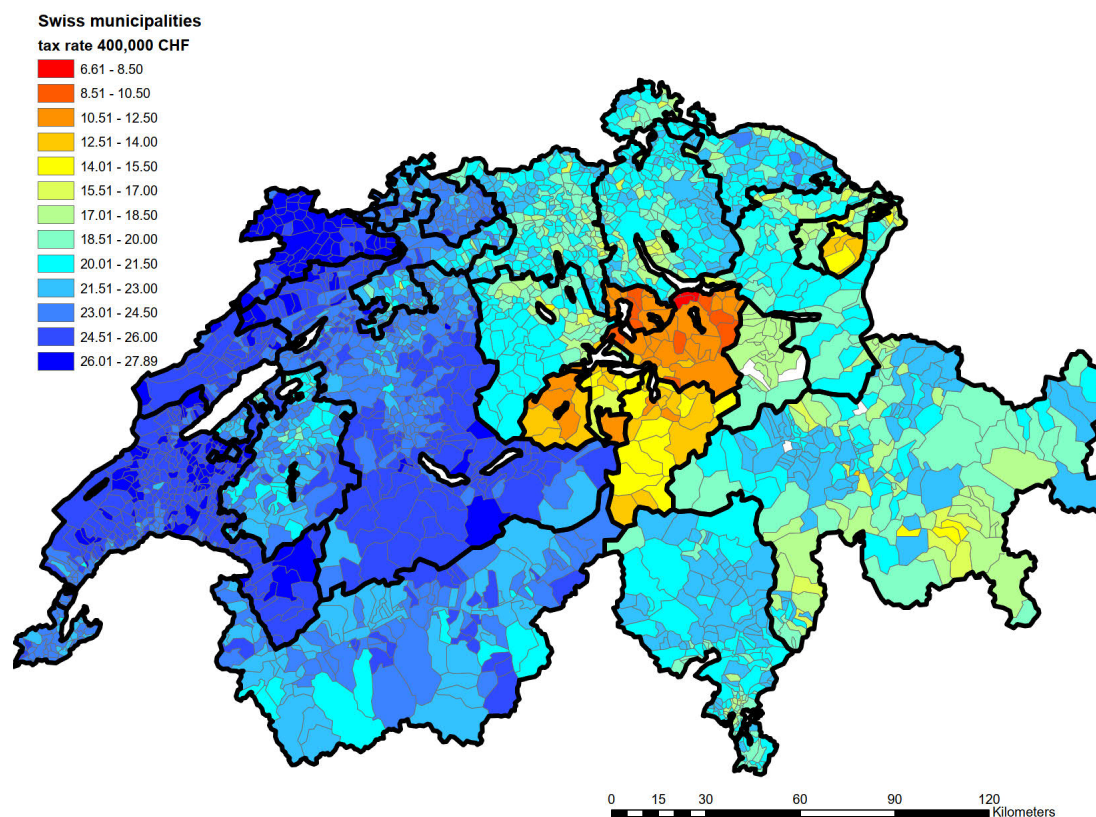 Swiss municipalities
tax rate 400,000 CHF
6.61 - 8.50
8.51 - 10.50
10.51 - 12.50
12.51 - 14.00
14.01 - 15.50
15.51 - 17.00
17.01 - 18.50
18.51 - 20.00
20.01 - 21.50
21.51 - 23.00
23.01 - 24.50
24.51 - 26.00
26.01 - 27.89
0 15 30 60 90 120
Kilometers